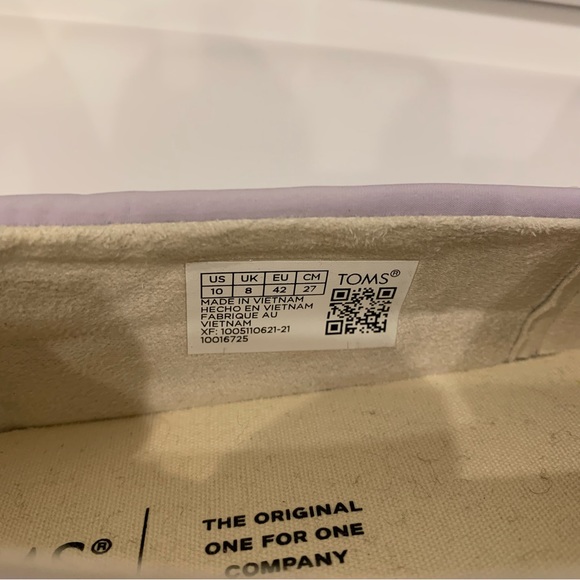 US UK EU CM
10 8 42 27
MADE IN VIETNAM
HECHO EN VIETNAM
FABRIQUE AU
VIETNAM
XF: 1005110621-21
10016725
TOMS®
THE ORIGINAL
ONE FOR ONE
COMPANY